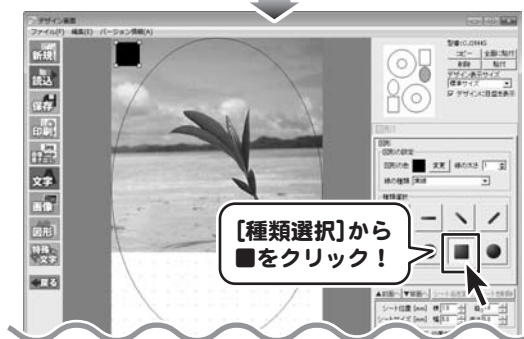 デザイン画面
ファイル(F) 編集(E) バージョン情報(A)
新規
読込
保存
印刷
文字
画像
図形
特殊文字
戻る
コピー 全面に貼付
削除 貼付
デザイン表示サイズ
標準サイズ
デザインに目盛を表示
図形
図形の設定
図形の色 変更 線の太さ 1
線の種類 実線
種類選択
[種類選択]から
■をクリック！